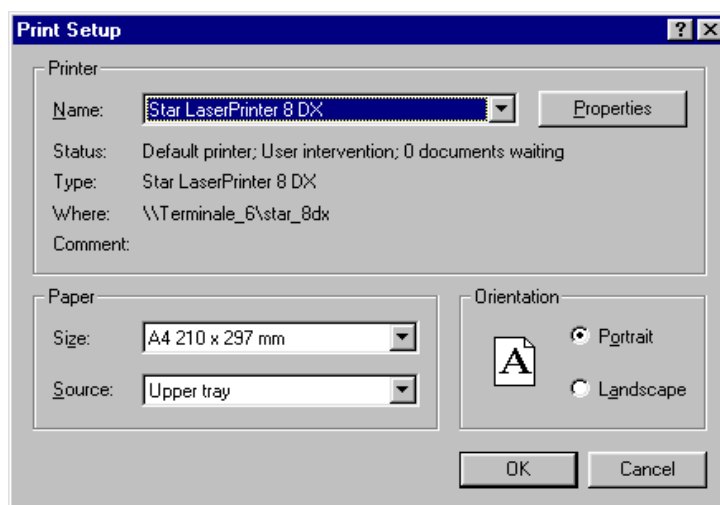 Print Setup
Printer
Name: Star LaserPrinter 8 DX Properties
Status: Default printer; User intervention; 0 documents waiting
Type: Star LaserPrinter 8 DX
Where: \\Terminale_6\star_8dx
Comment:
Paper
Size: A4 210 x 297 mm
Source: Upper tray
Orientation
A
Portrait
Landscape
OK Cancel